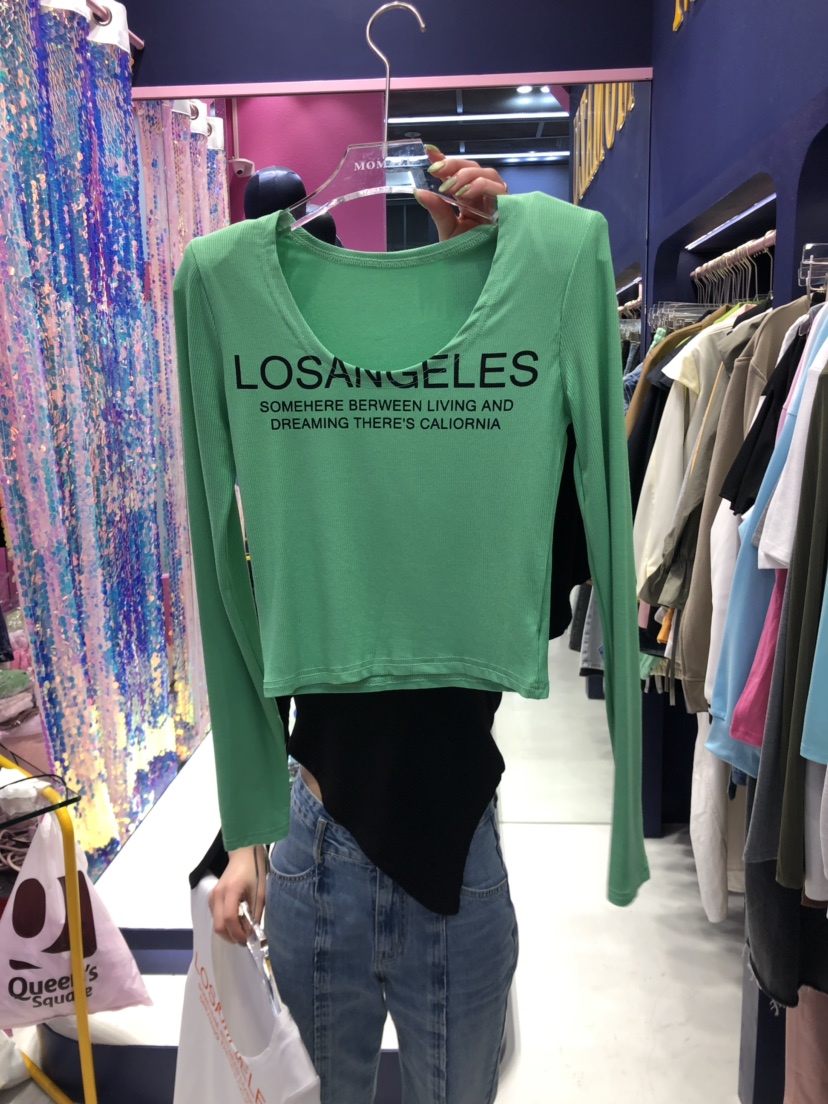 LOSANGELES
SOMEHERE BERWEEN LIVING AND
DREAMING THERE'S CALIORNIA
Queen's
Square